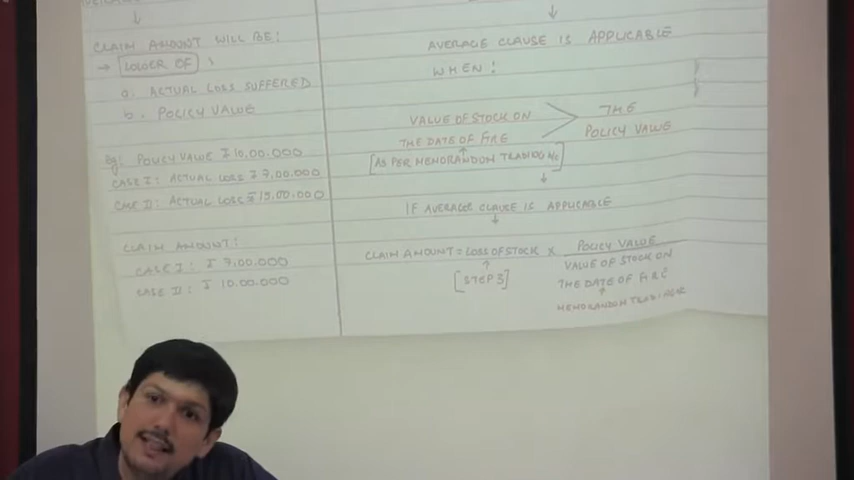 CLAIM AMOUNT WILL BE:
→ LOWER OF
a. ACTUAL LOSS SUFFERED
b. POLICY VALUE
Eg: POLICY VALUE ₹ 10,00,000
CASE I: ACTUAL LOSS ₹ 7,00,000
CASE II: ACTUAL LOSS ₹ 15,00,000
CLAIM AMOUNT:
CASE I: ₹ 7,00,000
CASE II: ₹ 10,00,000
AVERAGE CLAUSE IS APPLICABLE
WHEN:
VALUE OF STOCK ON
THE DATE OF FIRE
[AS PER MEMORANDOM TRADING A/c]
> THE
POLICY VALUE
IF AVERAGE CLAUSE IS APPLICABLE
CLAIM AMOUNT = LOSS OF STOCK × POLICY VALUE
VALUE OF STOCK ON
THE DATE OF FIRE
[STEP 3]
MEMORANDOM TRADING A/c